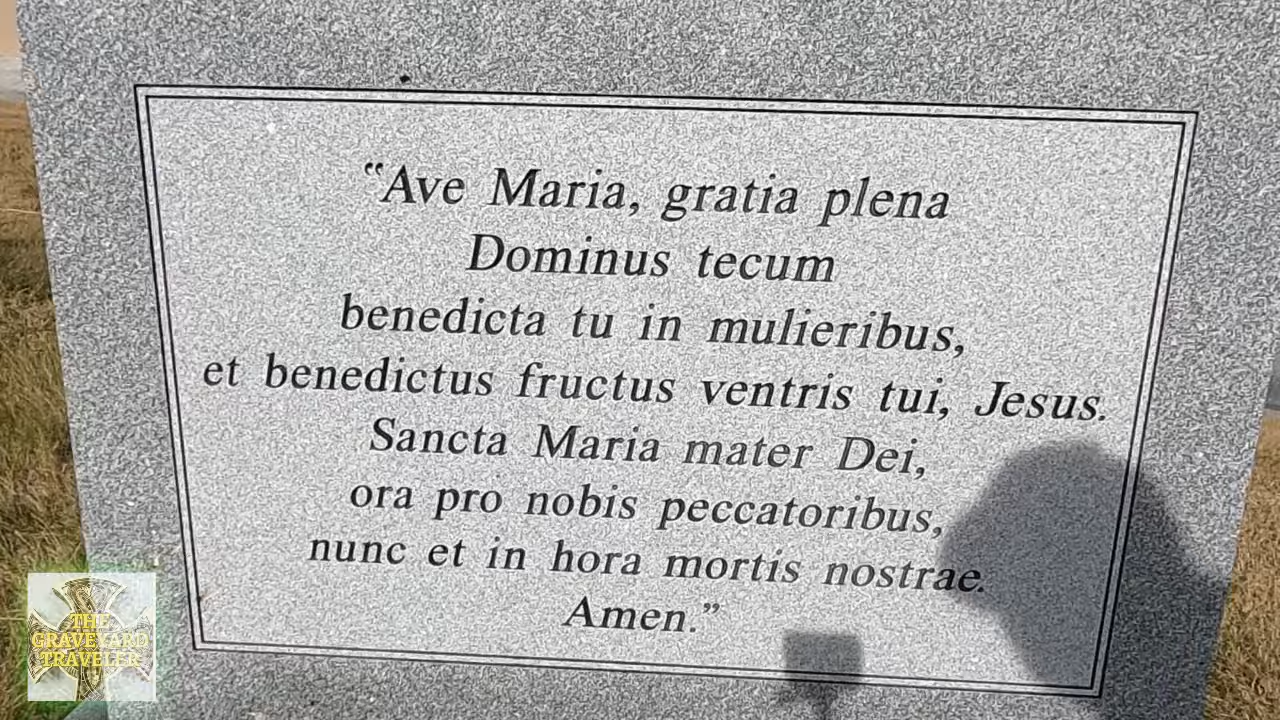 “Ave Maria, gratia plena
Dominus tecum
benedicta tu in mulieribus,
et benedictus fructus ventris tui, Jesus.
Sancta Maria mater Dei,
ora pro nobis peccatoribus,
nunc et in hora mortis nostrae.
Amen.”
THE
GRAVEYARD
TRAVELER